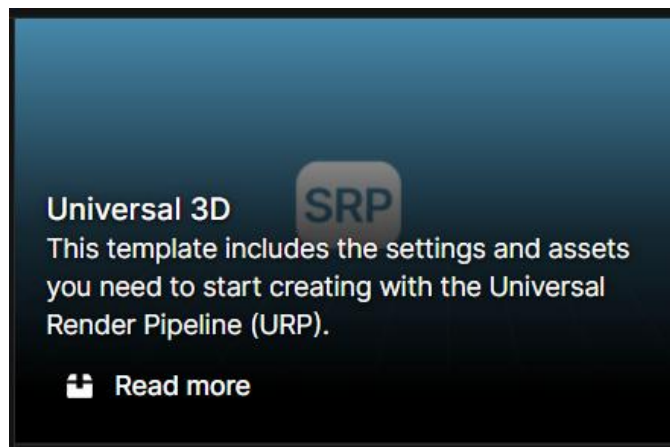 SRP
Universal 3D
This template includes the settings and assets
you need to start creating with the Universal
Render Pipeline (URP).
Read more